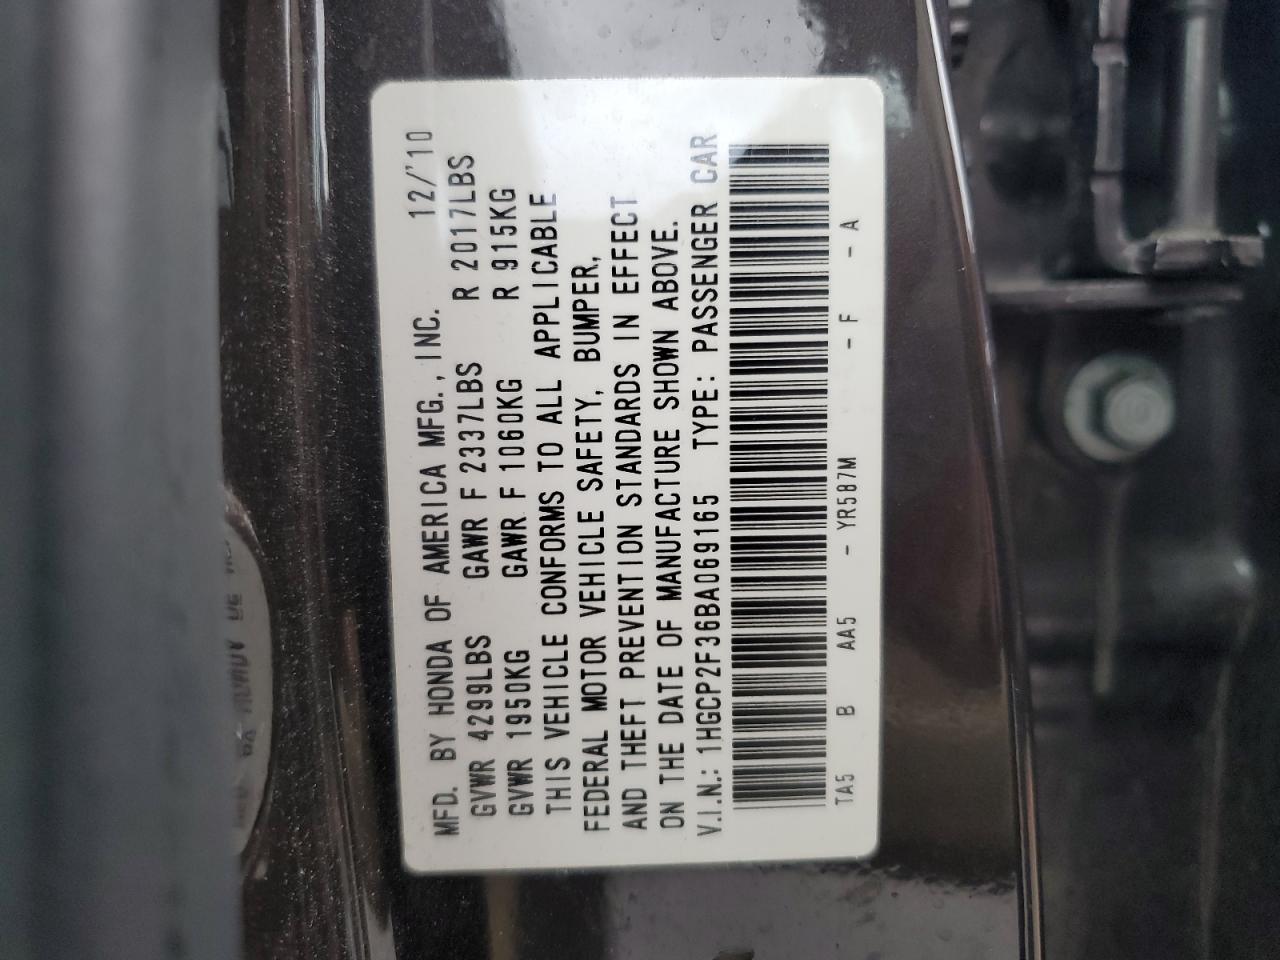 MFD. BY HONDA OF AMERICA MFG., INC. 12/'10
GVWR 4299LBS GAWR F 2337LBS R 2017LBS
GVWR 1950KG GAWR F 1060KG R 915KG
THIS VEHICLE CONFORMS TO ALL APPLICABLE
FEDERAL MOTOR VEHICLE SAFETY, BUMPER,
AND THEFT PREVENTION STANDARDS IN EFFECT
ON THE DATE OF MANUFACTURE SHOWN ABOVE.
V.I.N.: 1HGCP2F36BA069165 TYPE: PASSENGER CAR
TA5 B AA5 - YR587M - F - A